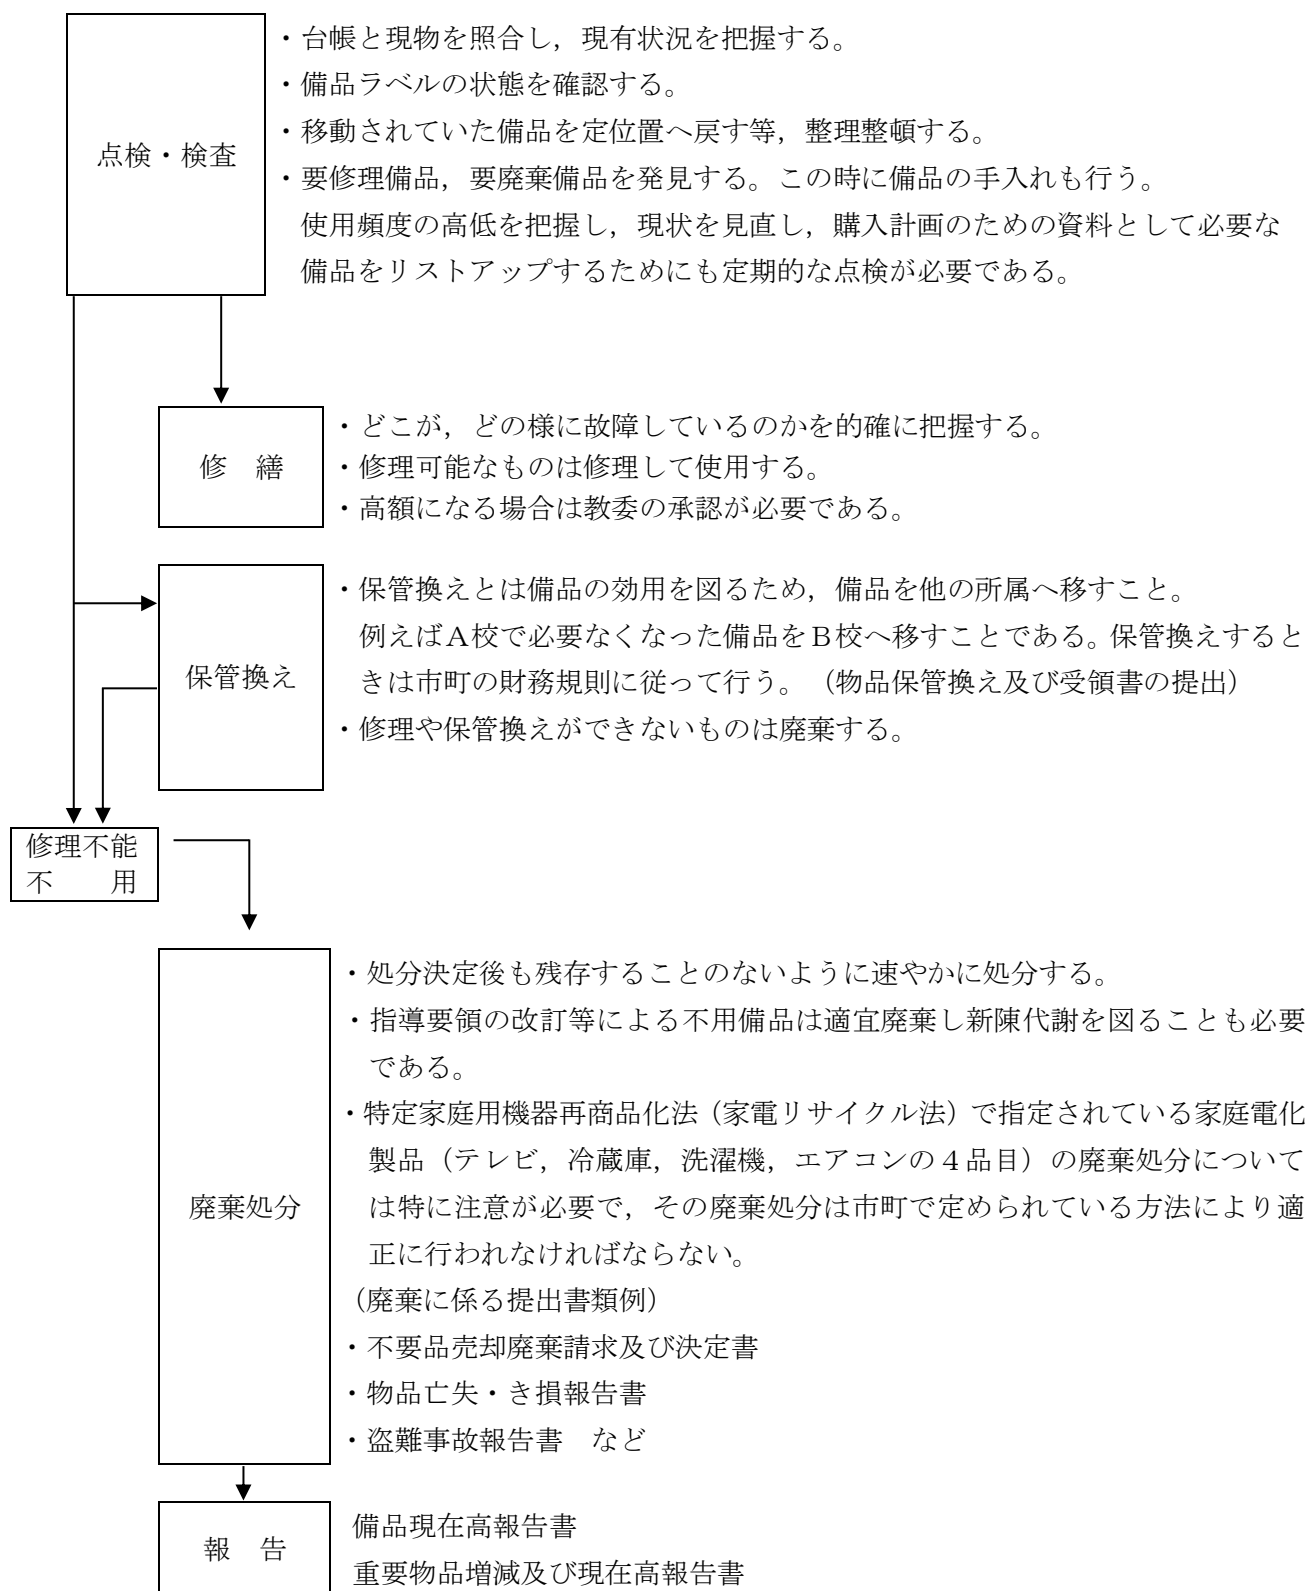 点検・検査
・台帳と現物を照合し，現有状況を把握する。
・備品ラベルの状態を確認する。
・移動されていた備品を定位置へ戻す等，整理整頓する。
・要修理備品，要廃棄備品を発見する。この時に備品の手入れも行う。
使用頻度の高低を把握し，現状を見直し，購入計画のための資料として必要な
備品をリストアップするためにも定期的な点検が必要である。
修　繕
・どこが，どの様に故障しているのかを的確に把握する。
・修理可能なものは修理して使用する。
・高額になる場合は教委の承認が必要である。
保管換え
・保管換えとは備品の効用を図るため，備品を他の所属へ移すこと。
例えばＡ校で必要なくなった備品をＢ校へ移すことである。保管換えすると
きは市町の財務規則に従って行う。（物品保管換え及び受領書の提出）
・修理や保管換えができないものは廃棄する。
修理不能
不　　用
廃棄処分
・処分決定後も残存することのないように速やかに処分する。
・指導要領の改訂等による不用備品は適宜廃棄し新陳代謝を図ることも必要
である。
・特定家庭用機器再商品化法（家電リサイクル法）で指定されている家庭電化
製品（テレビ，冷蔵庫，洗濯機，エアコンの４品目）の廃棄処分について
は特に注意が必要で，その廃棄処分は市町で定められている方法により適
正に行われなければならない。
（廃棄に係る提出書類例）
・不要品売却廃棄請求及び決定書
・物品亡失・き損報告書
・盗難事故報告書　など
報　告
備品現在高報告書
重要物品増減及び現在高報告書